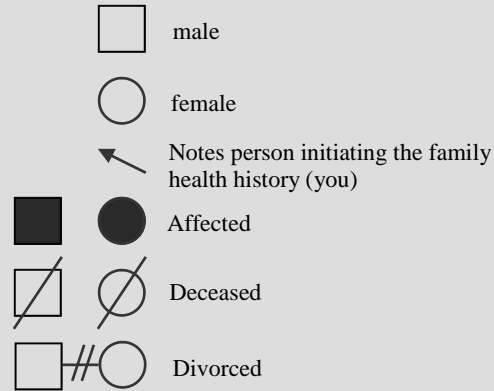 male
female
Notes person initiating the family
health history (you)
Affected
Deceased
Divorced